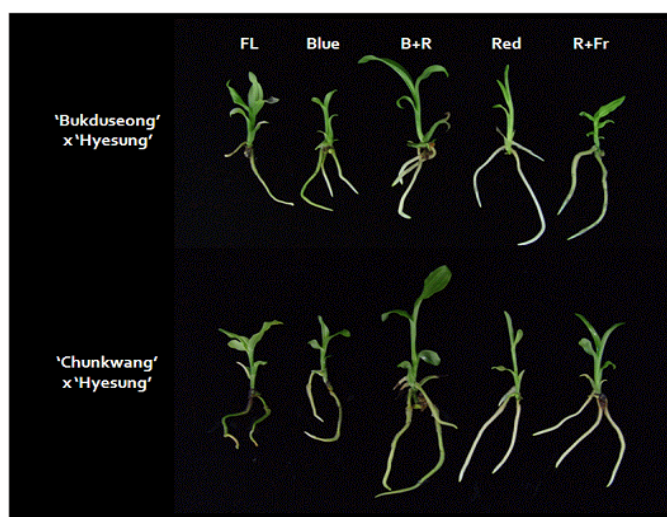 FL Blue B+R Red R+Fr
‘Bukduseong’
x‘Hyesung’
‘Chunkwang’
x‘Hyesung’